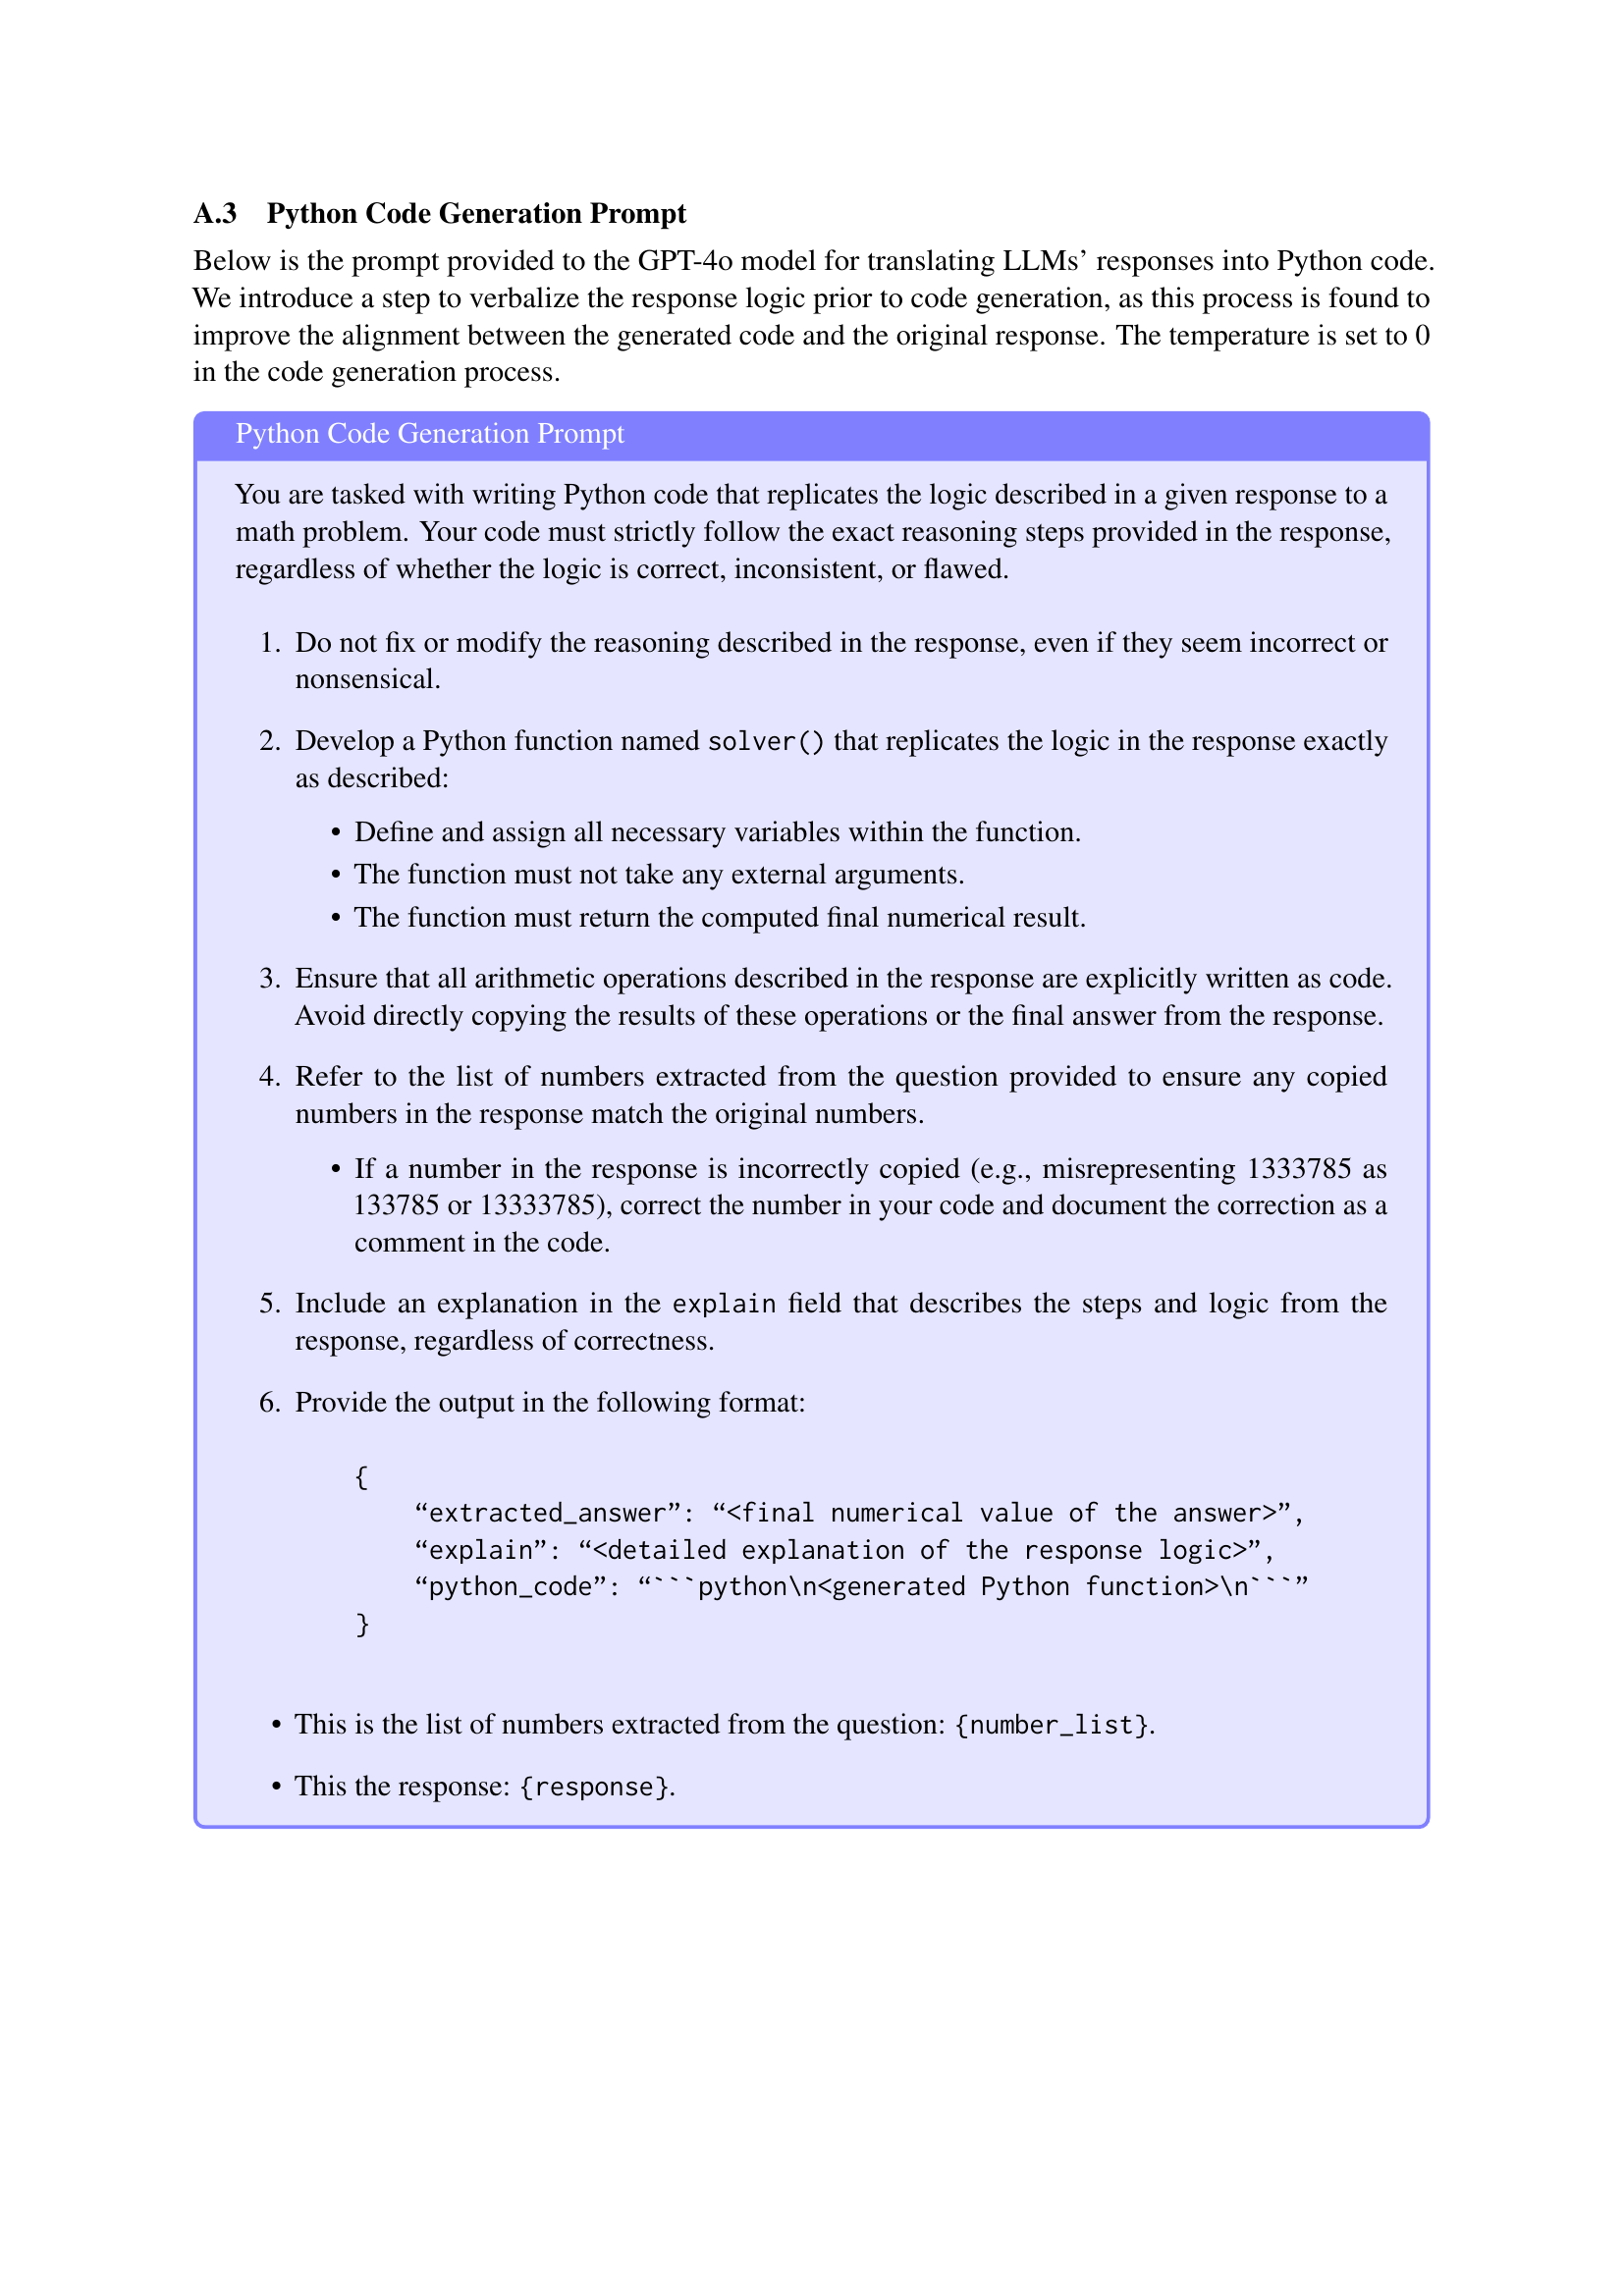 A.3 Python Code Generation Prompt
Below is the prompt provided to the GPT-4o model for translating LLMs’ responses into Python code.
We introduce a step to verbalize the response logic prior to code generation, as this process is found to
improve the alignment between the generated code and the original response. The temperature is set to 0
in the code generation process.
Python Code Generation Prompt
You are tasked with writing Python code that replicates the logic described in a given response to a
math problem. Your code must strictly follow the exact reasoning steps provided in the response,
regardless of whether the logic is correct, inconsistent, or flawed.
1. Do not fix or modify the reasoning described in the response, even if they seem incorrect or
nonsensical.
2. Develop a Python function named solver() that replicates the logic in the response exactly
as described:
• Define and assign all necessary variables within the function.
• The function must not take any external arguments.
• The function must return the computed final numerical result.
3. Ensure that all arithmetic operations described in the response are explicitly written as code.
Avoid directly copying the results of these operations or the final answer from the response.
4. Refer to the list of numbers extracted from the question provided to ensure any copied
numbers in the response match the original numbers.
• If a number in the response is incorrectly copied (e.g., misrepresenting 1333785 as
133785 or 13333785), correct the number in your code and document the correction as a
comment in the code.
5. Include an explanation in the explain field that describes the steps and logic from the
response, regardless of correctness.
6. Provide the output in the following format:
{
“extracted_answer”: “<final numerical value of the answer>”,
“explain”: “<detailed explanation of the response logic>”,
“python_code”: “```python\n<generated Python function>\n```”
}
• This is the list of numbers extracted from the question: {number_list}.
• This the response: {response}.